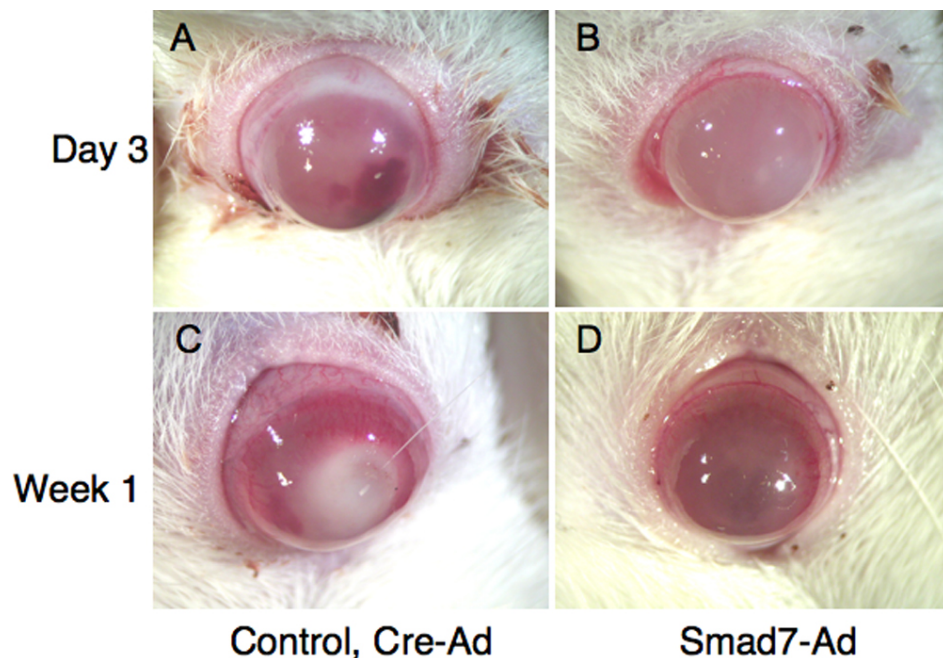 A
B
Day 3
C
D
Week 1
Control, Cre-Ad
Smad7-Ad